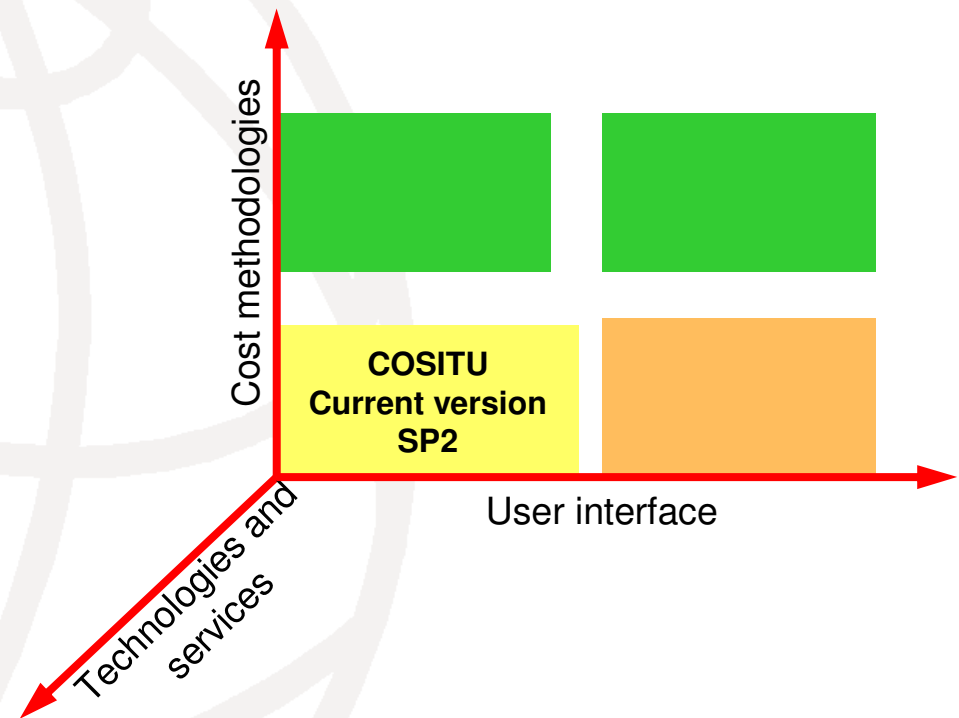 Cost methodologies
COSITU
Current version
SP2
User interface
Technologies and
services